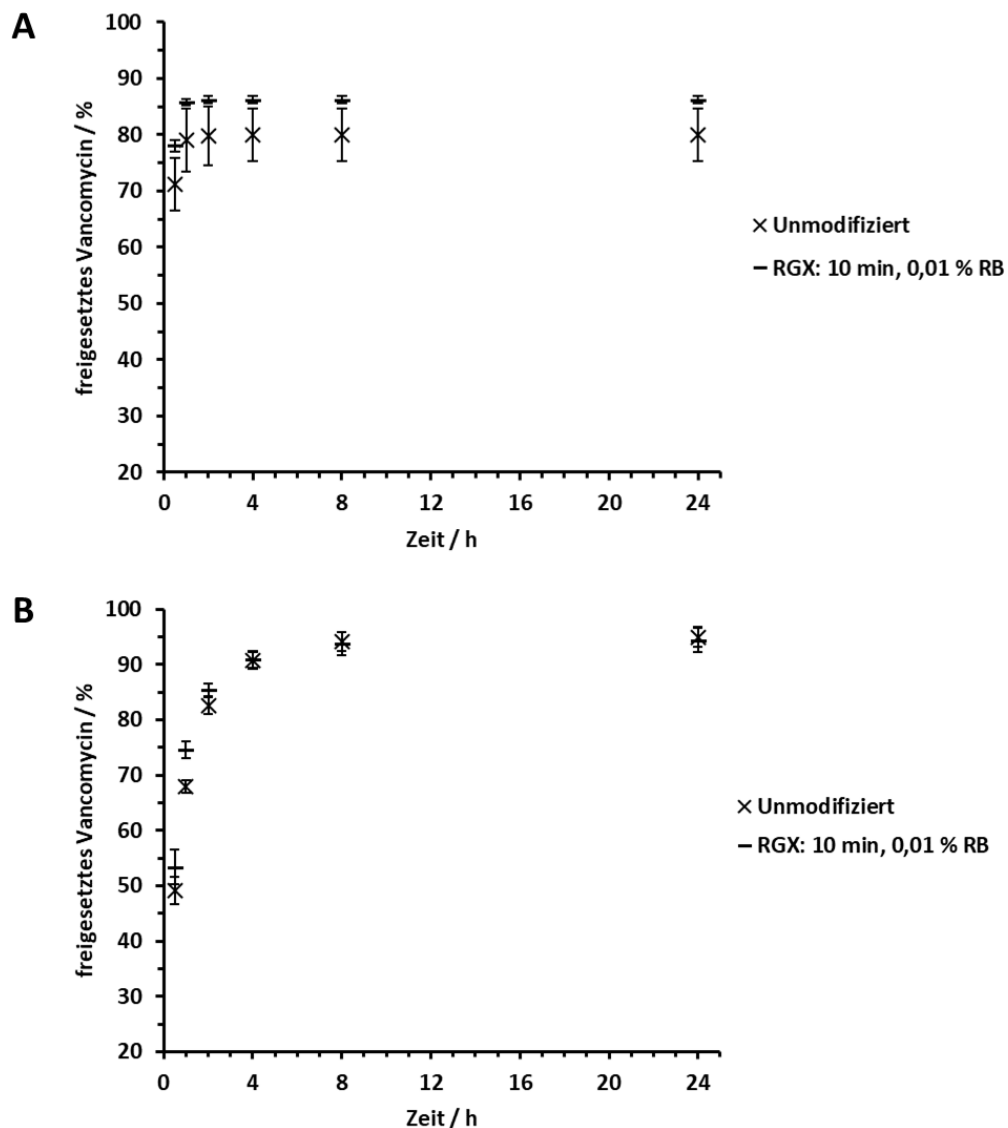 A
100
90
80
70
60
50
40
30
20
freigesetztes Vancomycin / %
0 4 8 12 16 20 24
Zeit / h
Unmodifiziert
RGX: 10 min, 0,01 % RB
B
100
90
80
70
60
50
40
30
20
freigesetztes Vancomycin / %
0 4 8 12 16 20 24
Zeit / h
Unmodifiziert
RGX: 10 min, 0,01 % RB